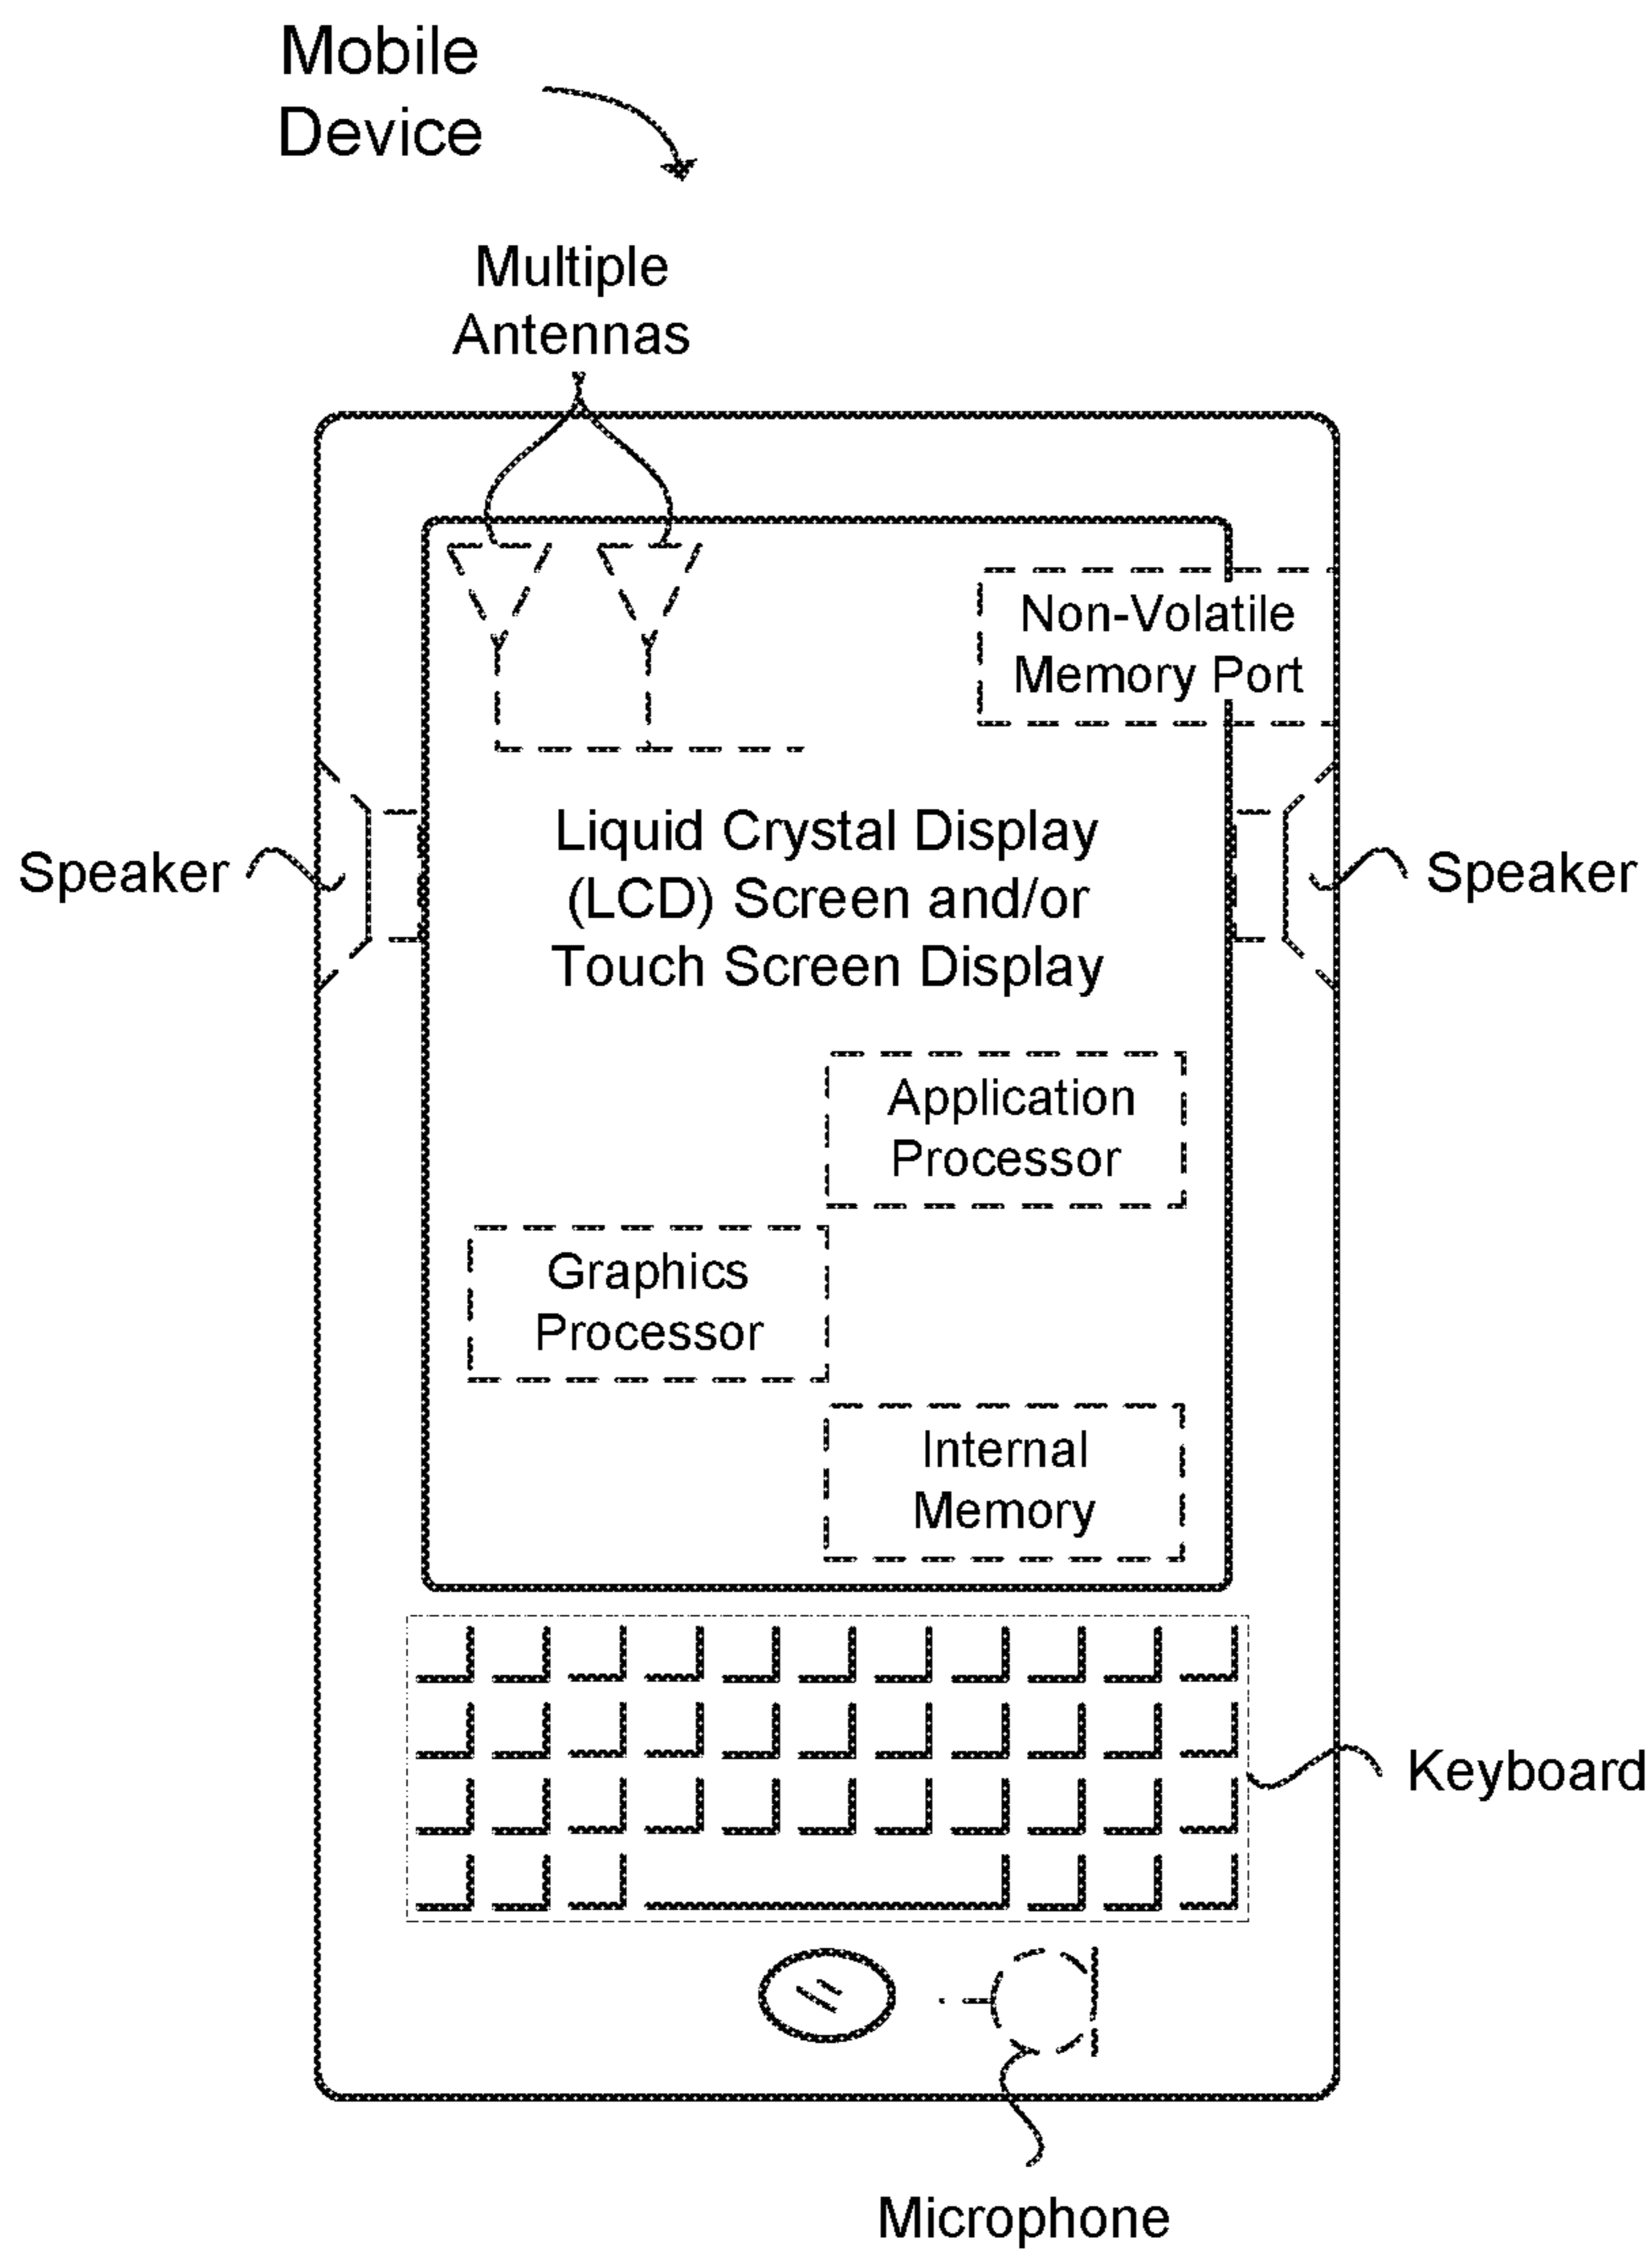 Mobile
Device
Multiple
Antennas
Non-Volatile
Memory Port
Liquid Crystal Display
(LCD) Screen and/or
Touch Screen Display
Speaker
Speaker
Application
Processor
Graphics
Processor
Internal
Memory
Keyboard
Microphone